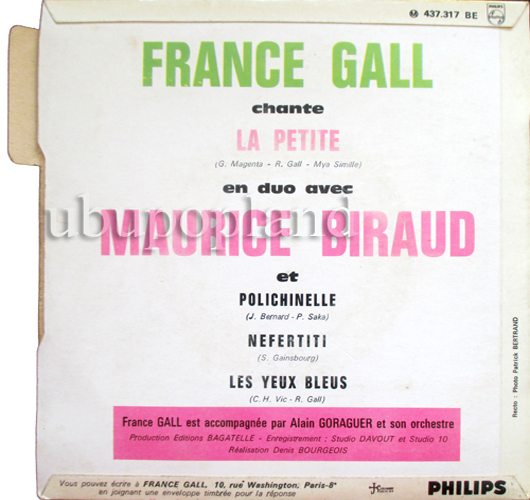 Ⓜ 437.317 BE
PHILIPS
FRANCE GALL
chante
LA PETITE
(G. Magenta - R. Gall - Mya Simille)
en duo avec
MAURICE BIRAUD
ubupopland
et
POLICHINELLE
(J. Bernard - P. Saka)
NEFERTITI
(S. Gainsbourg)
LES YEUX BLEUS
(C. H. Vic - R. Gall)
France GALL est accompagnée par Alain GORAGUER et son orchestre
Production Editions BAGATELLE - Enregistrement : Studio DAVOUT et Studio 10
Réalisation Denis BOURGEOIS
Recto : Photo Patrick BERTRAND
Vous pouvez écrire à FRANCE GALL, 10, rue Washington, Paris-8e
en joignant une enveloppe timbrée pour la réponse
PHILIPS